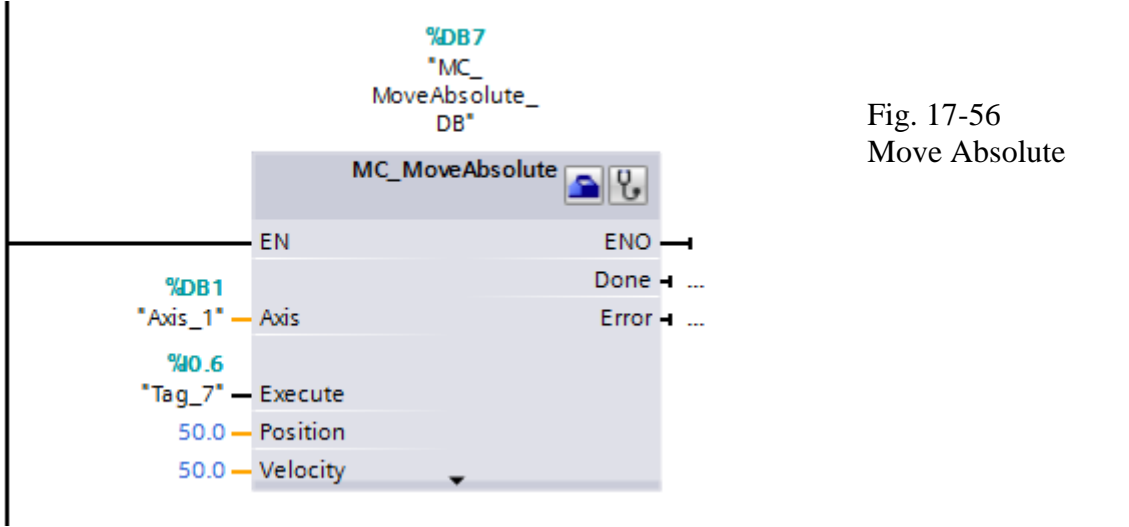 %DB7
"MC_
MoveAbsolute_
DB"
Fig. 17-56
Move Absolute
MC_MoveAbsolute
EN ENO
Done ...
%DB1
"Axis_1" Axis Error ...
%I0.6
"Tag_7" Execute
50.0 Position
50.0 Velocity